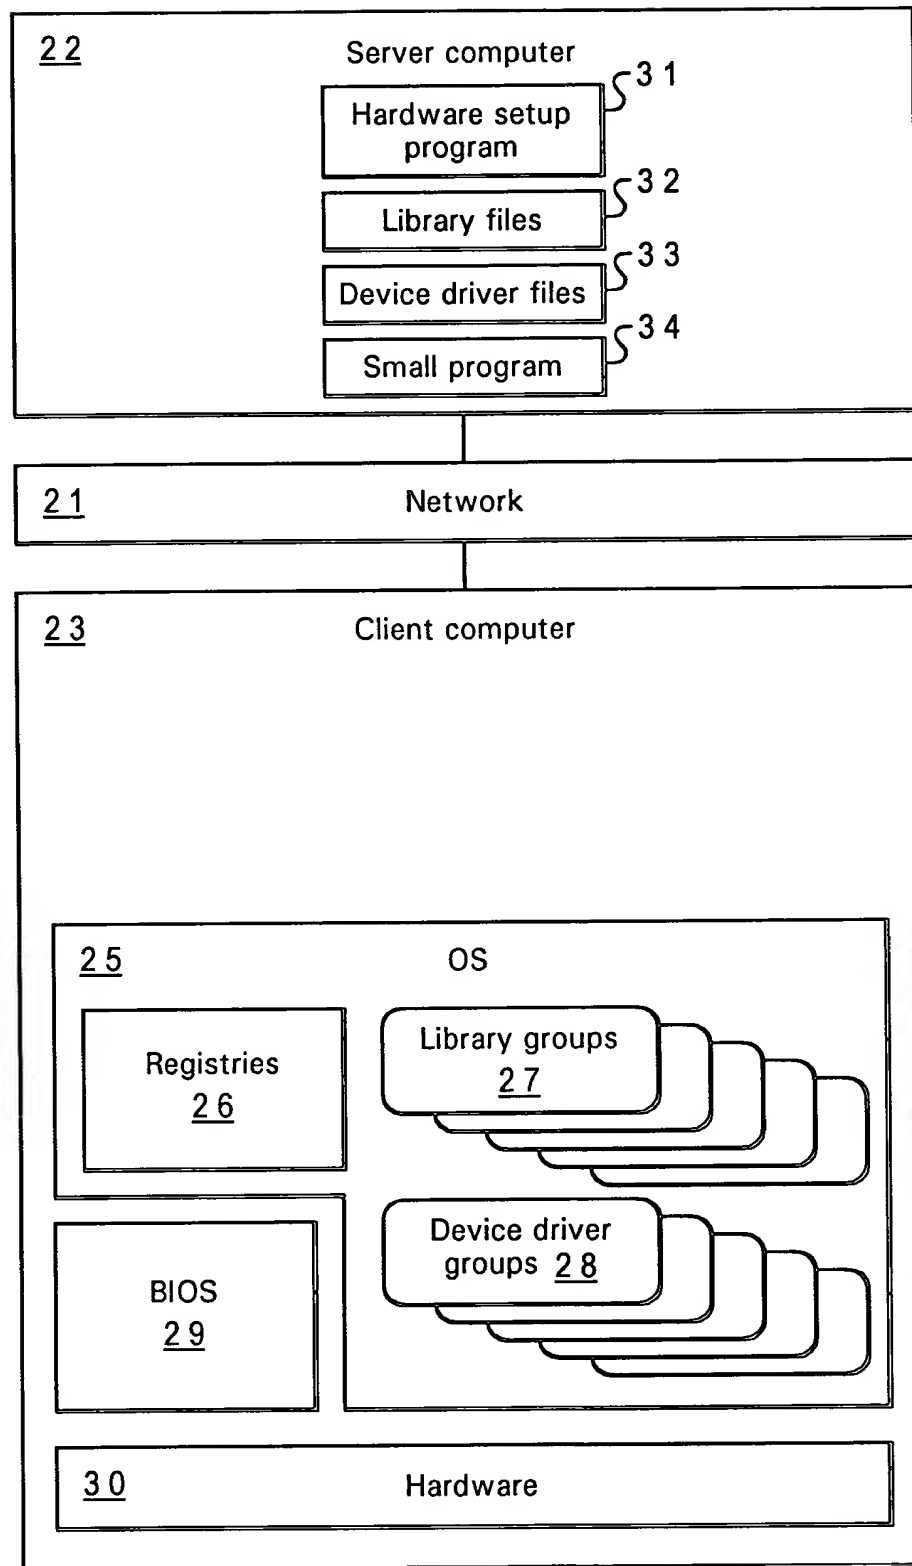 22
Server computer
31
Hardware setup
program
32
Library files
33
Device driver files
34
Small program
21
Network
23
Client computer
25
OS
Registries
26
Library groups
27
Device driver
groups 28
BIOS
29
30
Hardware